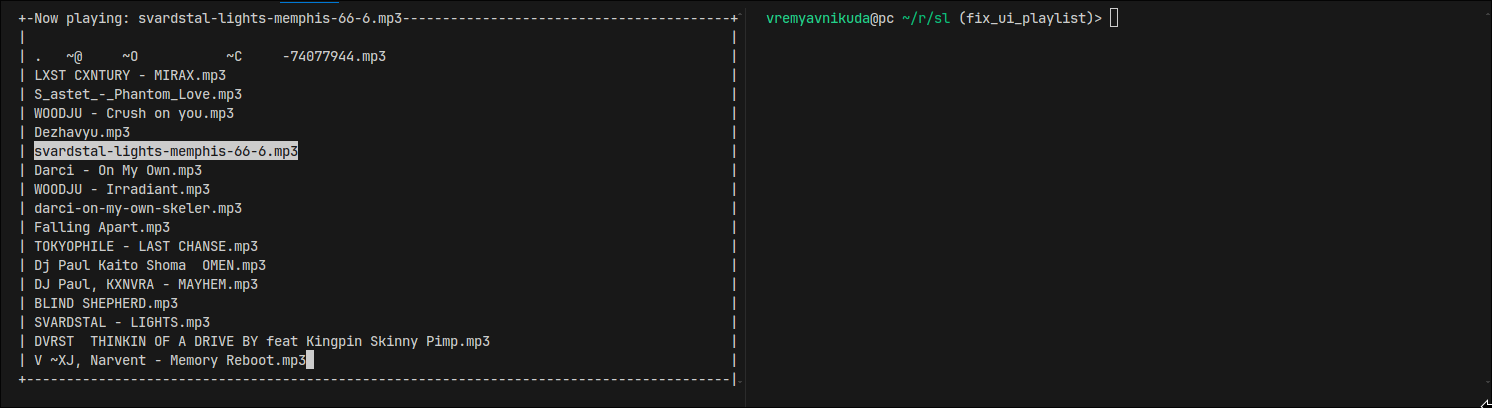 +-Now playing: svardstal-lights-memphis-66-6.mp3-----------------------------------------+
.   ~@     ~O           ~C     -74077944.mp3
LXST CXNTURY - MIRAX.mp3
S_astet_-_Phantom_Love.mp3
WOODJU - Crush on you.mp3
Dezhavyu.mp3
svardstal-lights-memphis-66-6.mp3
Darci - On My Own.mp3
WOODJU - Irradiant.mp3
darci-on-my-own-skeler.mp3
Falling Apart.mp3
TOKYOPHILE - LAST CHANSE.mp3
Dj Paul Kaito Shoma  OMEN.mp3
DJ Paul, KXNVRA - MAYHEM.mp3
BLIND SHEPHERD.mp3
SVARDSTAL - LIGHTS.mp3
DVRST  THINKIN OF A DRIVE BY feat Kingpin Skinny Pimp.mp3
V ~XJ, Narvent - Memory Reboot.mp3
vremyavnikuda@pc ~/r/sl (fix_ui_playlist)>